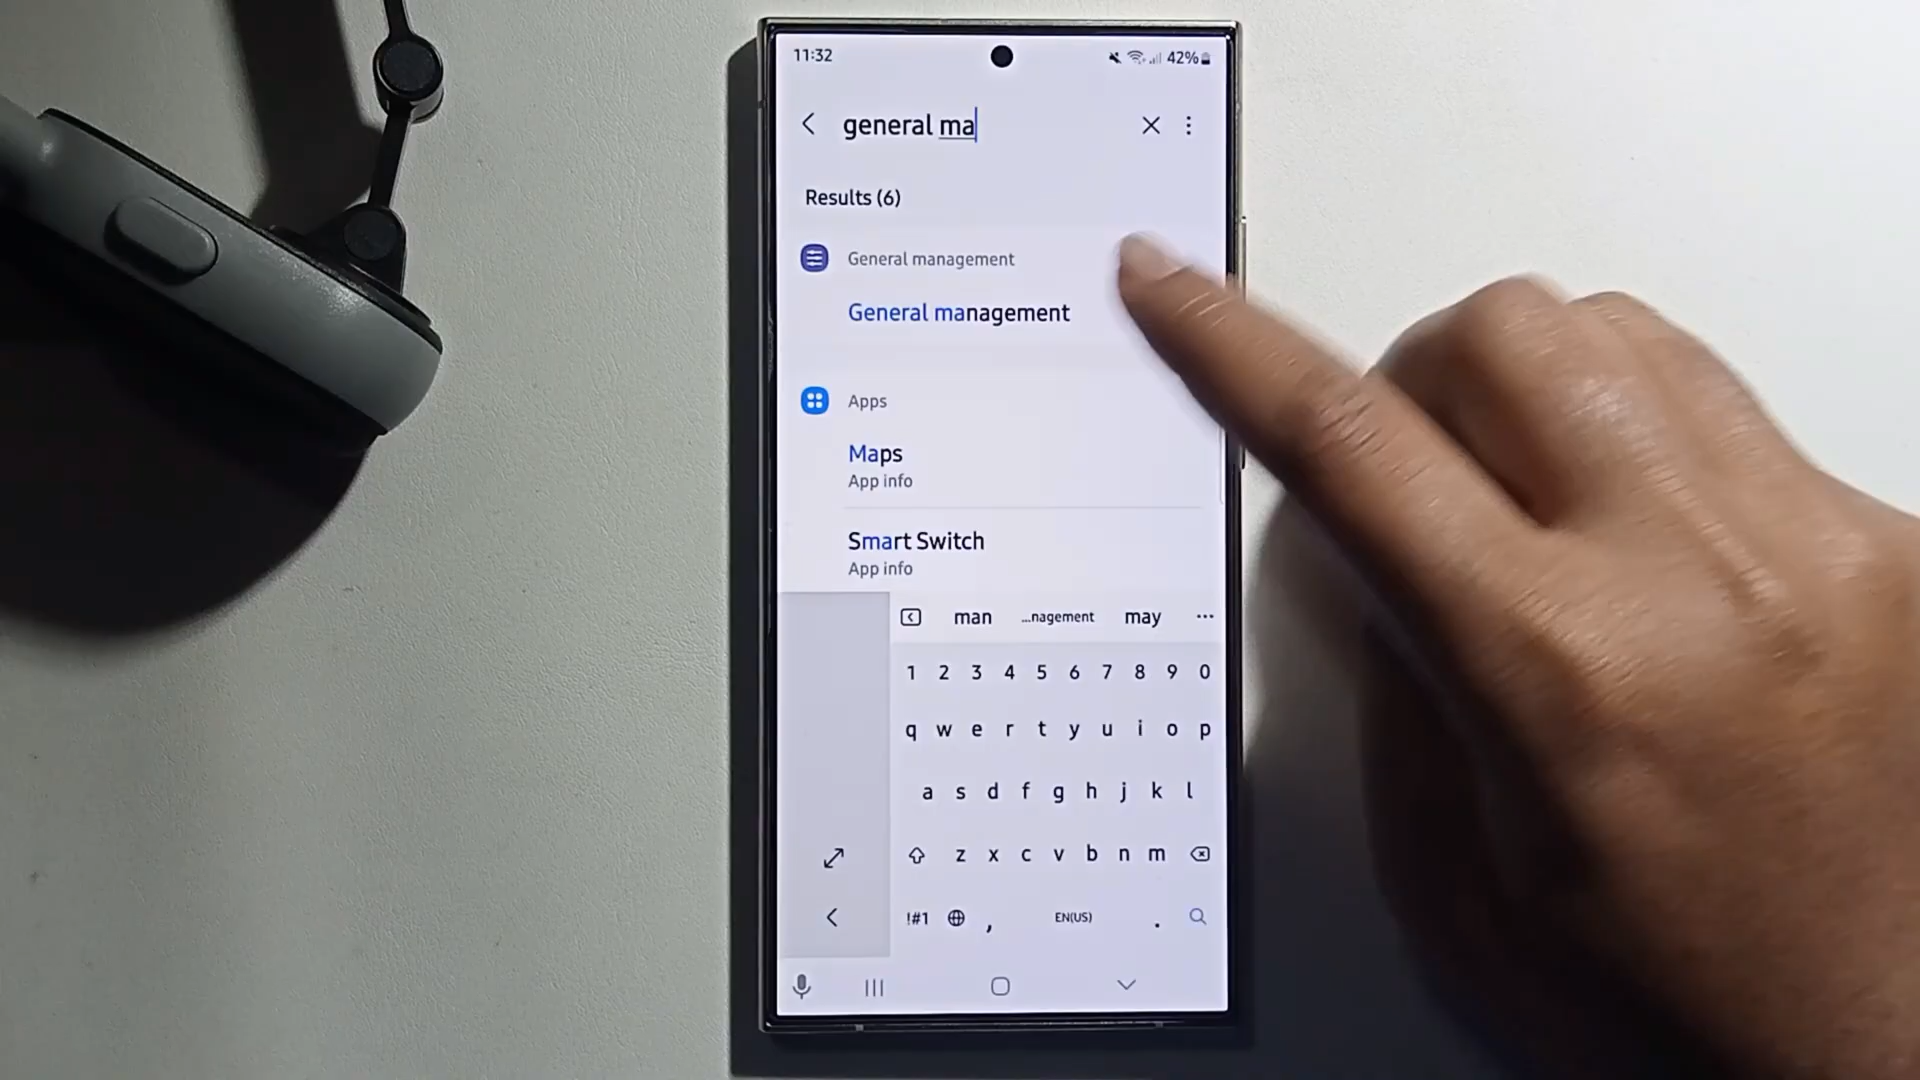 11:32
42%
general ma
Results (6)
General management
General management
Apps
Maps
App info
Smart Switch
App info
man ...nagement may ...
1 2 3 4 5 6 7 8 9 0
q w e r t y u i o p
a s d f g h j k l
z x c v b n m
!#1 , EN(US) .